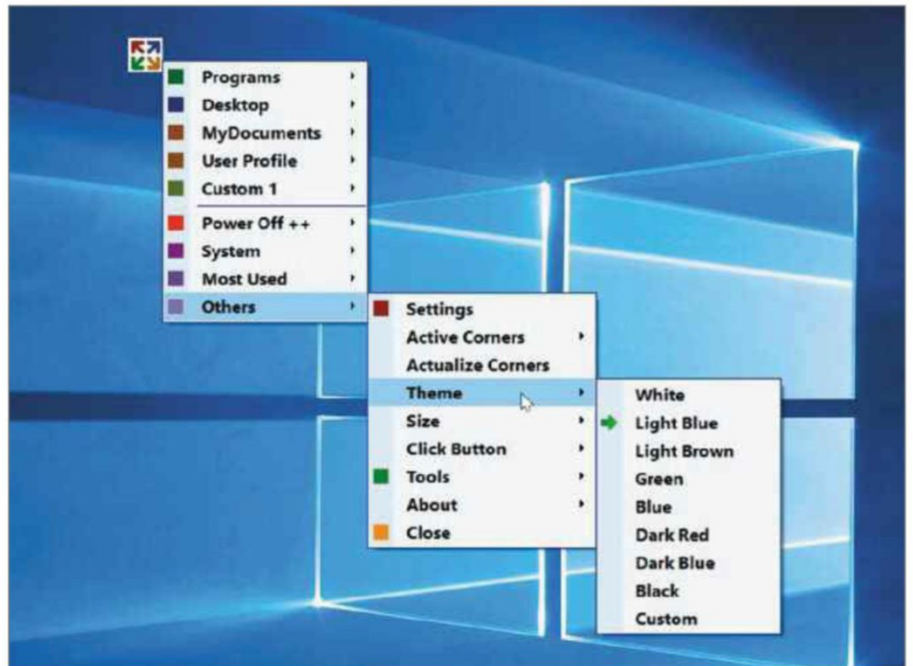 Programs
Desktop
MyDocuments
User Profile
Custom 1
Power Off ++
System
Most Used
Others
Settings
Active Corners
Actualize Corners
Theme
Size
Click Button
Tools
About
Close
White
Light Blue
Light Brown
Green
Blue
Dark Red
Dark Blue
Black
Custom